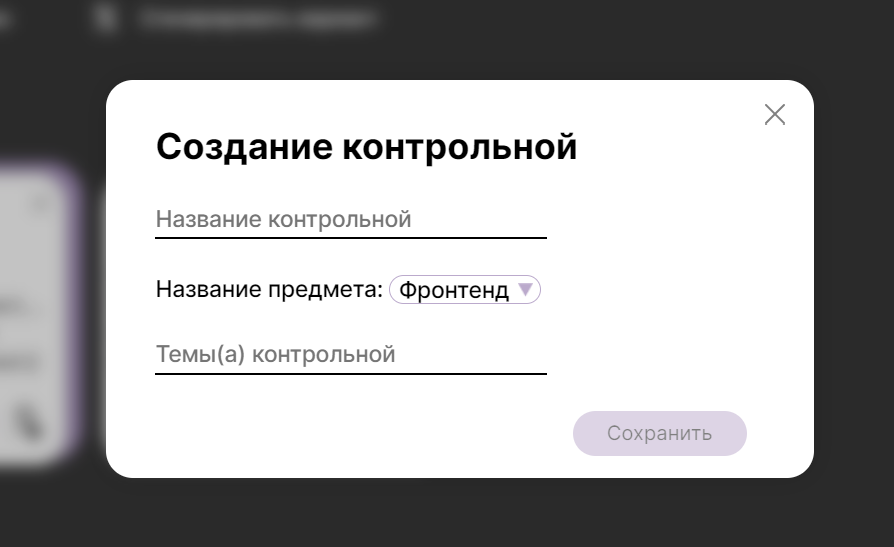 Создание контрольной
Название контрольной
Название предмета: Фронтенд
Темы(а) контрольной
Сохранить